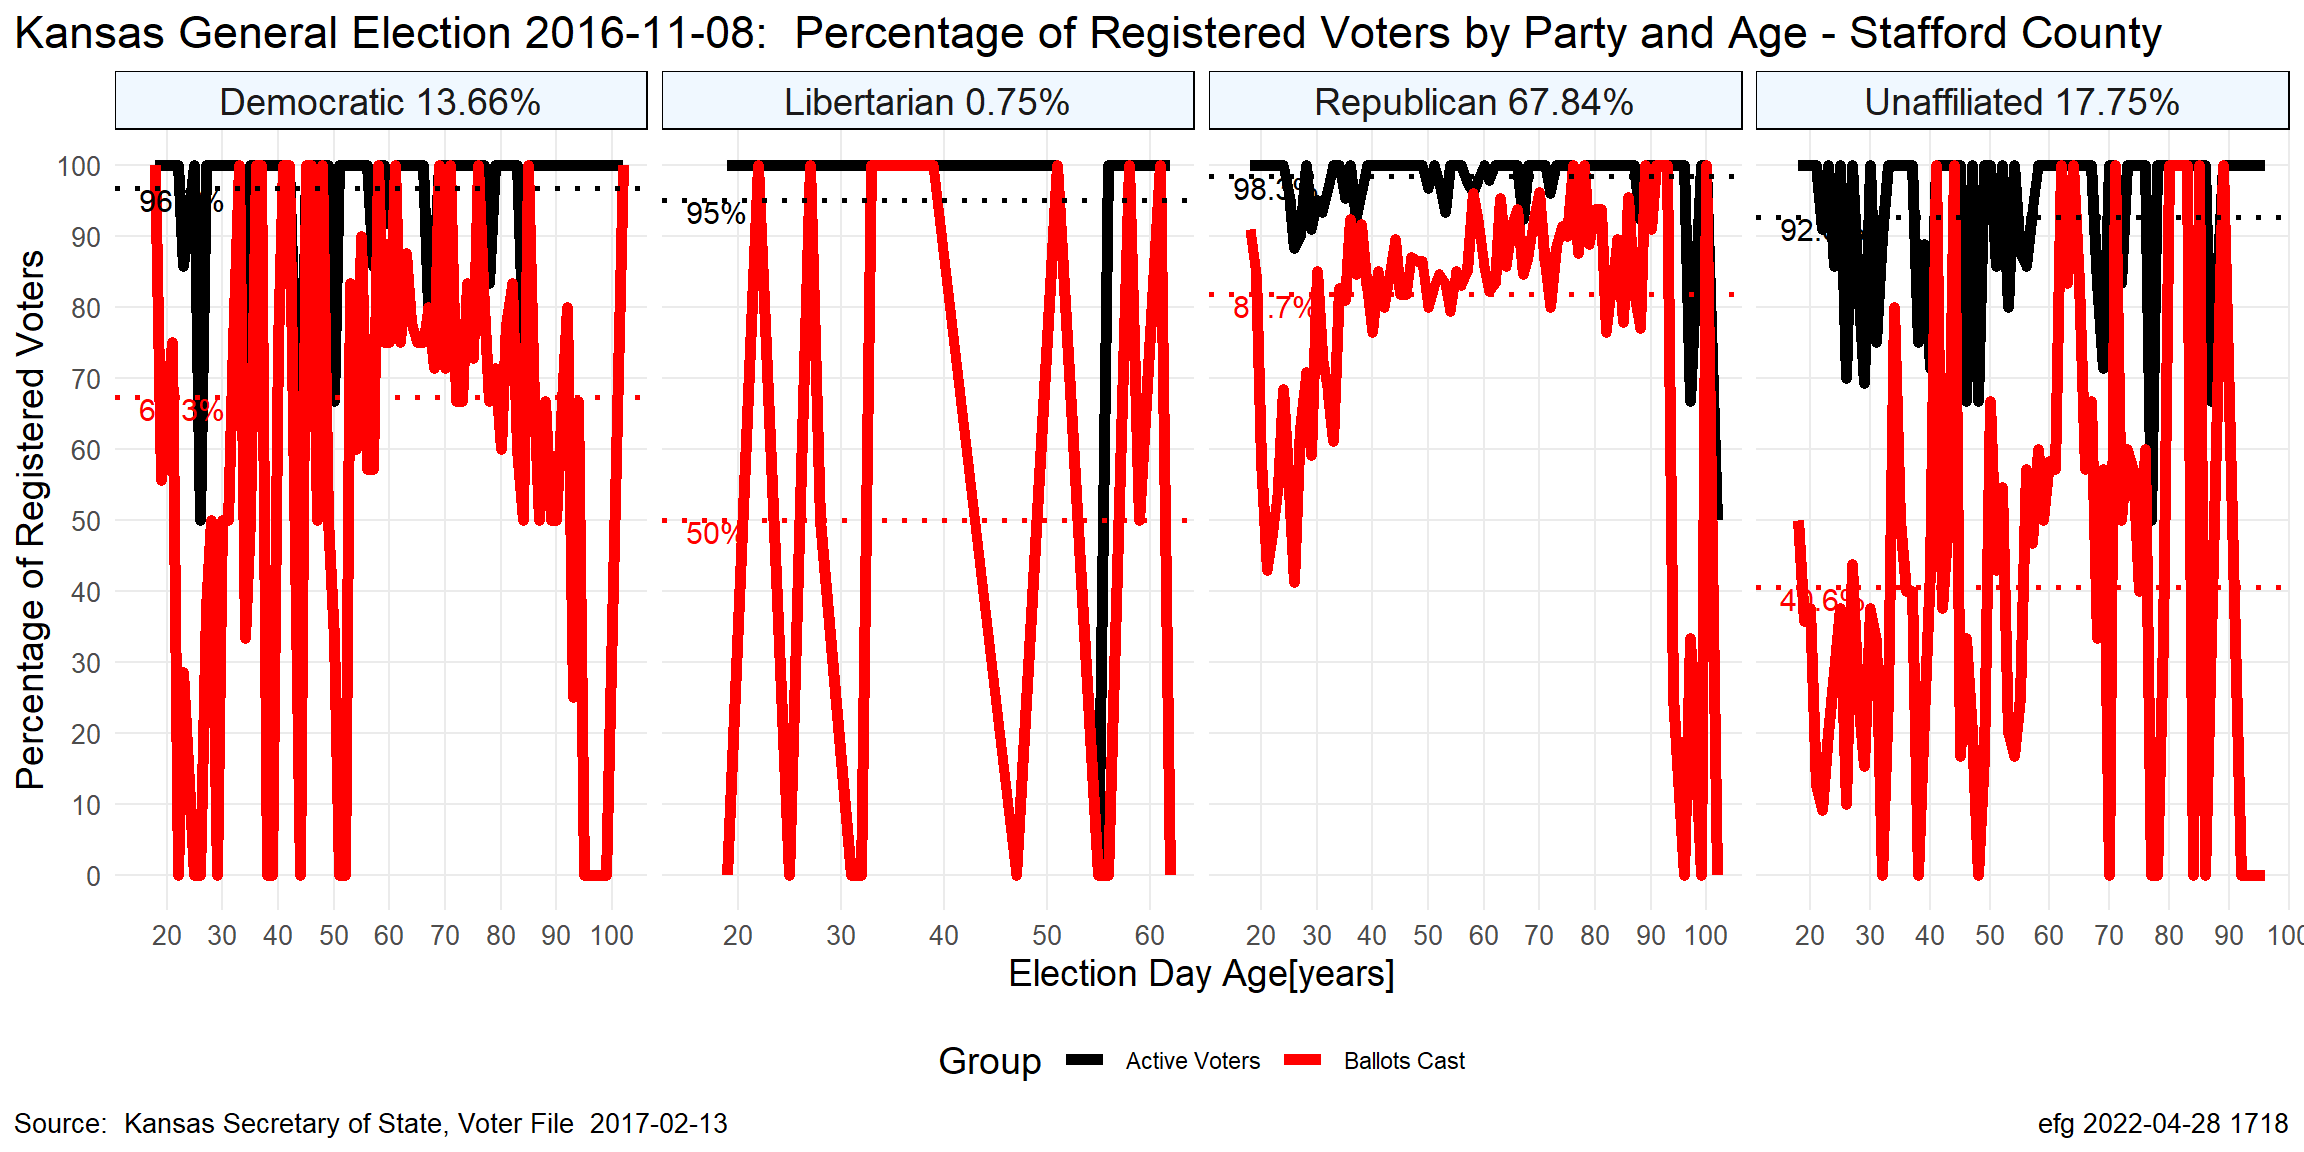 Kansas General Election 2016-11-08:  Percentage of Registered Voters by Party and Age - Stafford County
Democratic 13.66%
Libertarian 0.75%
Republican 67.84%
Unaffiliated 17.75%
Percentage of Registered Voters
100
90
80
70
60
50
40
30
20
10
0
95%
50%
98.3%
40.6%
20 30 40 50 60 70 80 90 100
20 30 40 50 60
20 30 40 50 60 70 80 90 100
20 30 40 50 60 70 80 90 100
Election Day Age[years]
Group Active Voters Ballots Cast
Source:  Kansas Secretary of State, Voter File  2017-02-13
efg 2022-04-28 1718